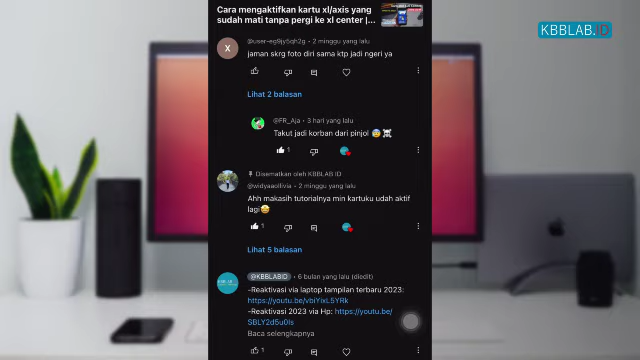 Cara mengaktifkan kartu xl/axis yang
sudah mati tanpa pergi ke xl center |...
KBBLAB.ID
X
@user-eg9jy5qh2g • 2 minggu yang lalu
jaman skrg foto diri sama ktp jadi ngeri ya
Lihat 2 balasan
@FR_Aja • 3 hari yang lalu
Takut jadi korban dari pinjol 😰☠️
1
Disematkan oleh KBBLAB ID
@widyaaollivia • 2 minggu yang lalu
Ahh makasih tutorialnya min kartuku udah aktif
lagi🤩
1
Lihat 5 balasan
@KBBLABID • 6 bulan yang lalu (diedit)
-Reaktivasi via laptop tampilan terbaru 2023:
https://youtu.be/vbiYixL5YRk
-Reaktivasi 2023 via Hp: https://youtu.be/
SBLY2d5u0Is
Baca selengkapnya
1